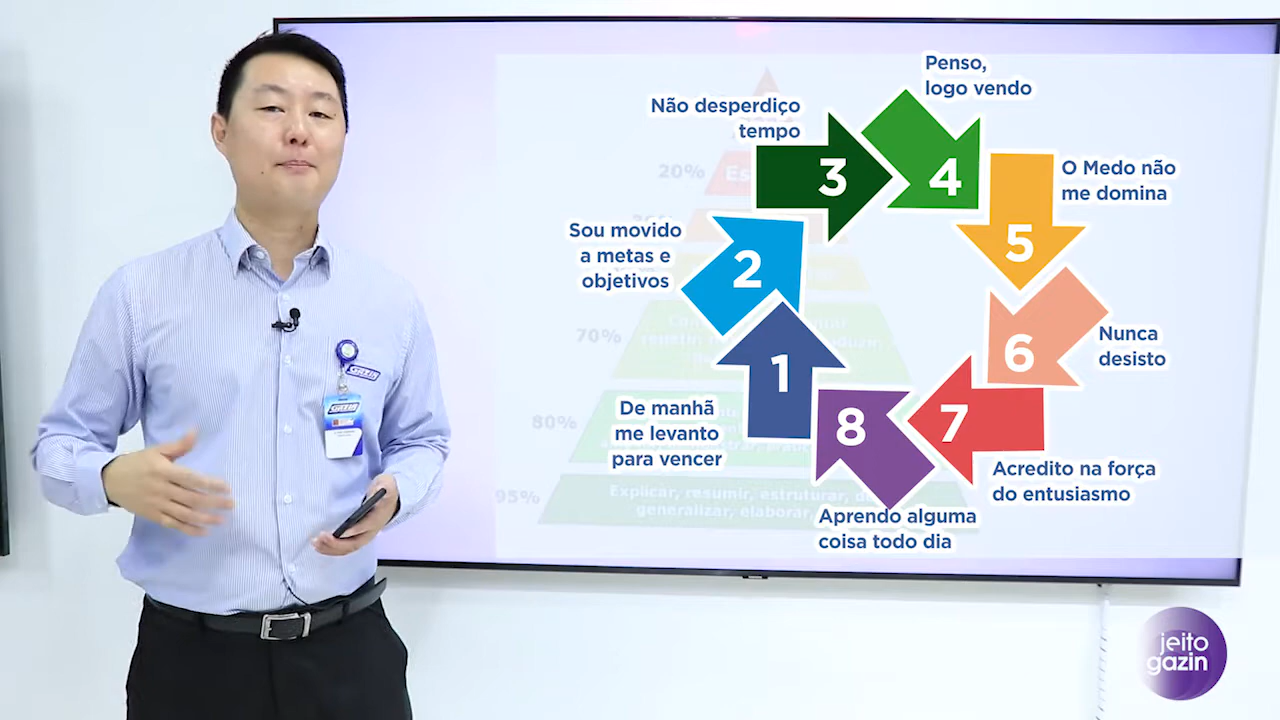 Penso,
logo vendo
Não desperdiço
tempo
3
4
O Medo não
me domina
20%
Sou movido
a metas e
objetivos
2
5
70%
Nunca
desisto
1
6
De manhã
me levanto
para vencer
80%
8
7
Acredito na força
do entusiasmo
95%
Explicar, resumir, estruturar,
generalizar, elaborar,
Aprendo alguma
coisa todo dia
jeito
gazin